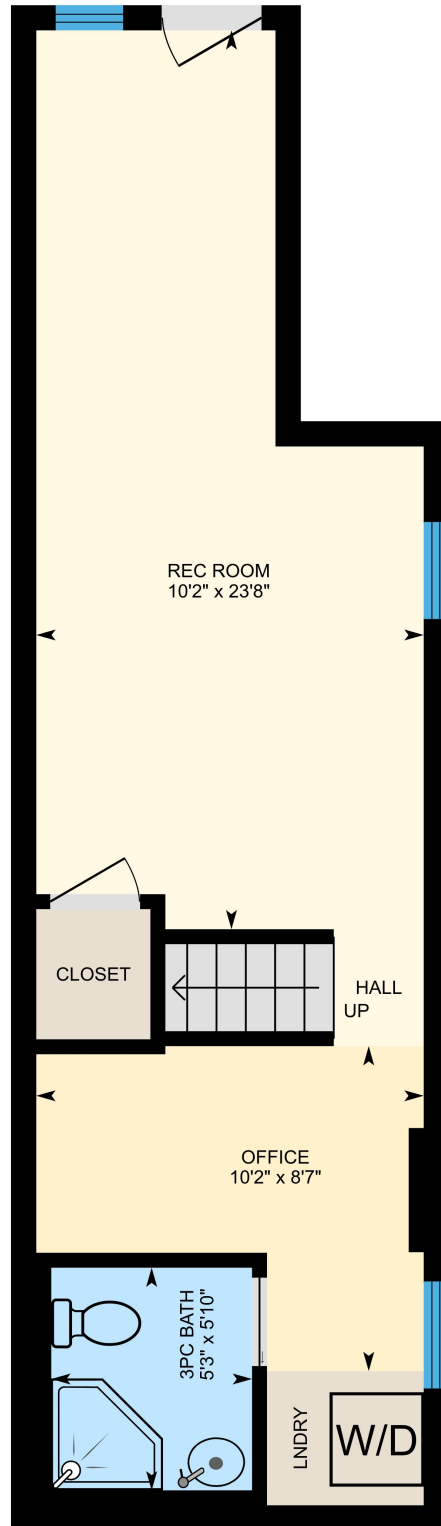 REC ROOM
10'2" x 23'8"
CLOSET
HALL
UP
OFFICE
10'2" x 8'7"
3PC BATH
5'3" x 5'10"
LNDRY
W/D